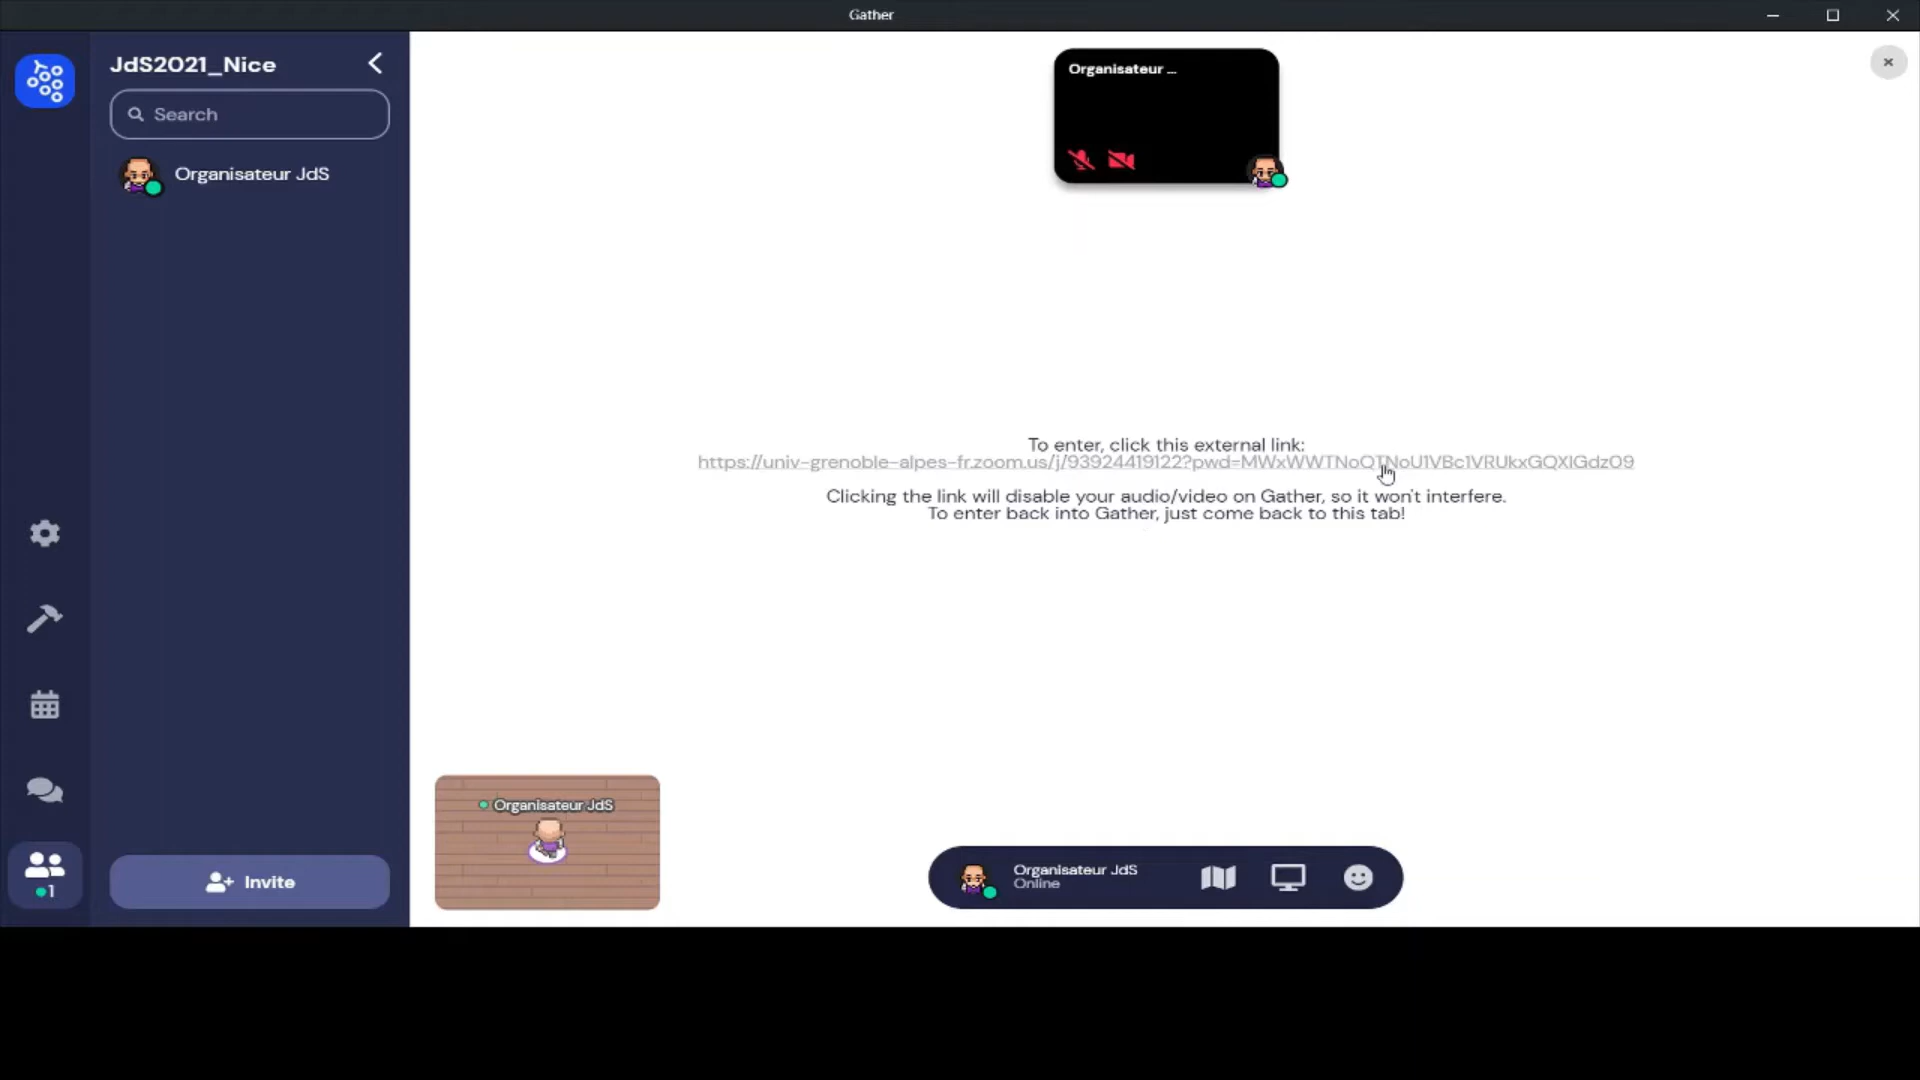 Gather
JdS2021_Nice
Search
Organisateur JdS
Organisateur ...
To enter, click this external link:
https://univ-grenoble-alpes-fr.zoom.us/j/93924419122?pwd=MWxWWTNoOTNoU1VBc1VRUkxGQXlGdz09
Clicking the link will disable your audio/video on Gather, so it won't interfere.
To enter back into Gather, just come back to this tab!
Organisateur JdS
Organisateur JdS
Online
1
Invite